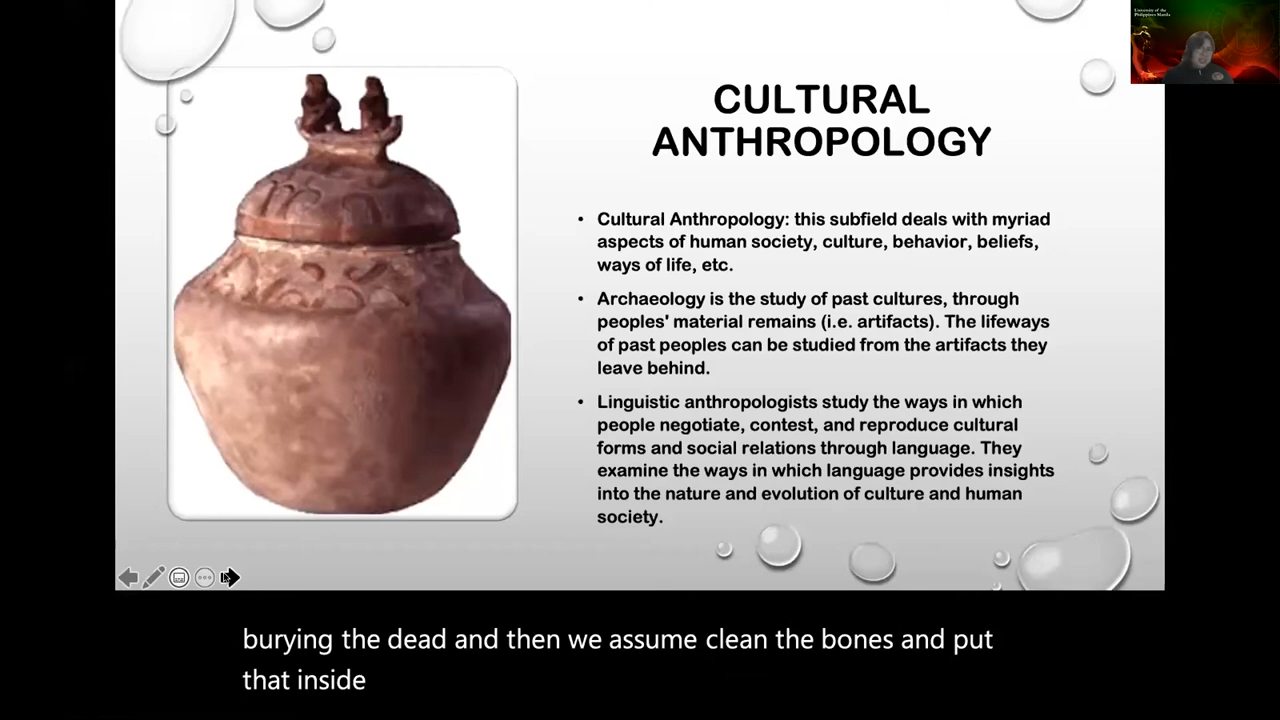 University of the
Philippines Manila
CULTURAL
ANTHROPOLOGY
• Cultural Anthropology: this subfield deals with myriad
aspects of human society, culture, behavior, beliefs,
ways of life, etc.
• Archaeology is the study of past cultures, through
peoples' material remains (i.e. artifacts). The lifeways
of past peoples can be studied from the artifacts they
leave behind.
• Linguistic anthropologists study the ways in which
people negotiate, contest, and reproduce cultural
forms and social relations through language. They
examine the ways in which language provides insights
into the nature and evolution of culture and human
society.
burying the dead and then we assume clean the bones and put
that inside